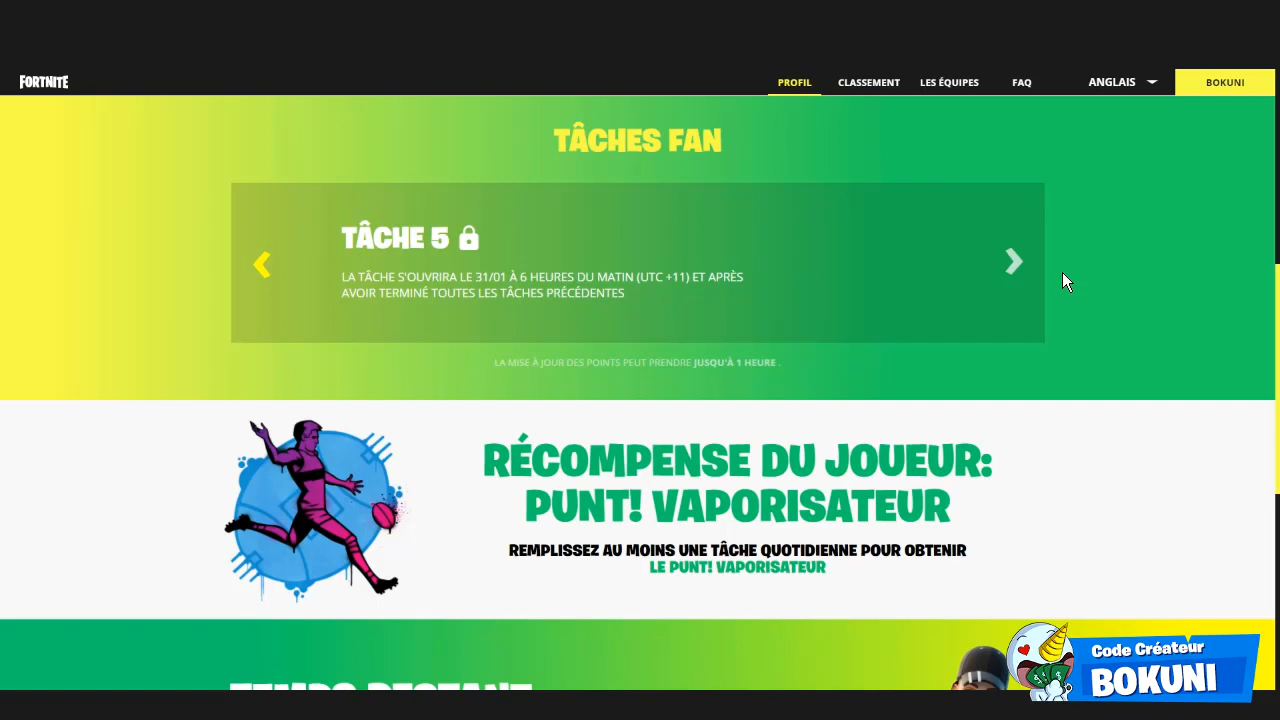 FORTNITE
PROFIL
CLASSEMENT
LES ÉQUIPES
FAQ
ANGLAIS
BOKUNI
TÂCHES FAN
TÂCHE 5
LA TÂCHE S'OUVRIRA LE 31/01 À 6 HEURES DU MATIN (UTC +11) ET APRÈS
AVOIR TERMINÉ TOUTES LES TÂCHES PRÉCÉDENTES
LA MISE À JOUR DES POINTS PEUT PRENDRE JUSQU'À 1 HEURE .
RÉCOMPENSE DU JOUEUR:
PUNT! VAPORISATEUR
REMPLISSEZ AU MOINS UNE TÂCHE QUOTIDIENNE POUR OBTENIR
LE PUNT! VAPORISATEUR
TEMPS RESTANT
Code Créateur
BOKUNI